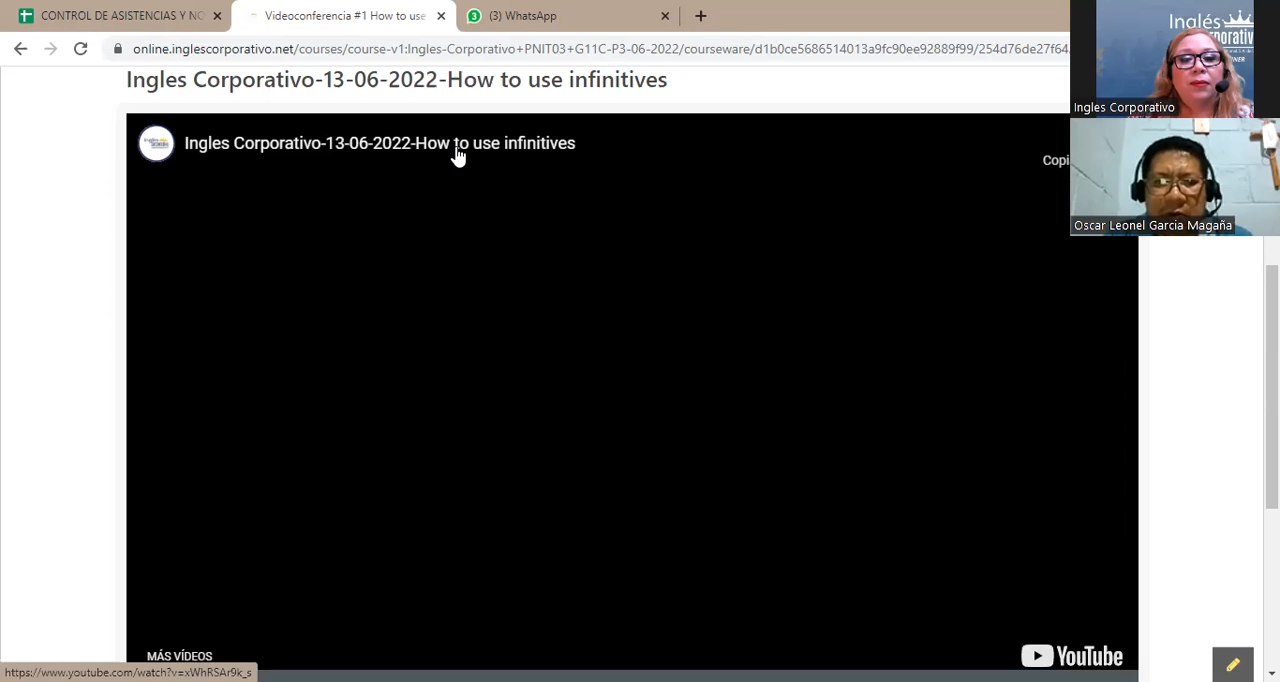 CONTROL DE ASISTENCIAS Y NO
Videoconferencia #1 How to use
(3) WhatsApp
online.inglescorporativo.net/courses/course-v1:Ingles-Corporativo+PNIT03+G11C-P3-06-2022/courseware/d1b0ce5686514013a9fc90ee92889f99/254d76de27f64
Ingles Corporativo-13-06-2022-How to use infinitives
Ingles Corporativo-13-06-2022-How to use infinitives
Copi
Inglés
Ingles Corporativo
Oscar Leonel Garcia Magaña
MÁS VÍDEOS
YouTube
https://www.youtube.com/watch?v=xWhRSAr9k_s